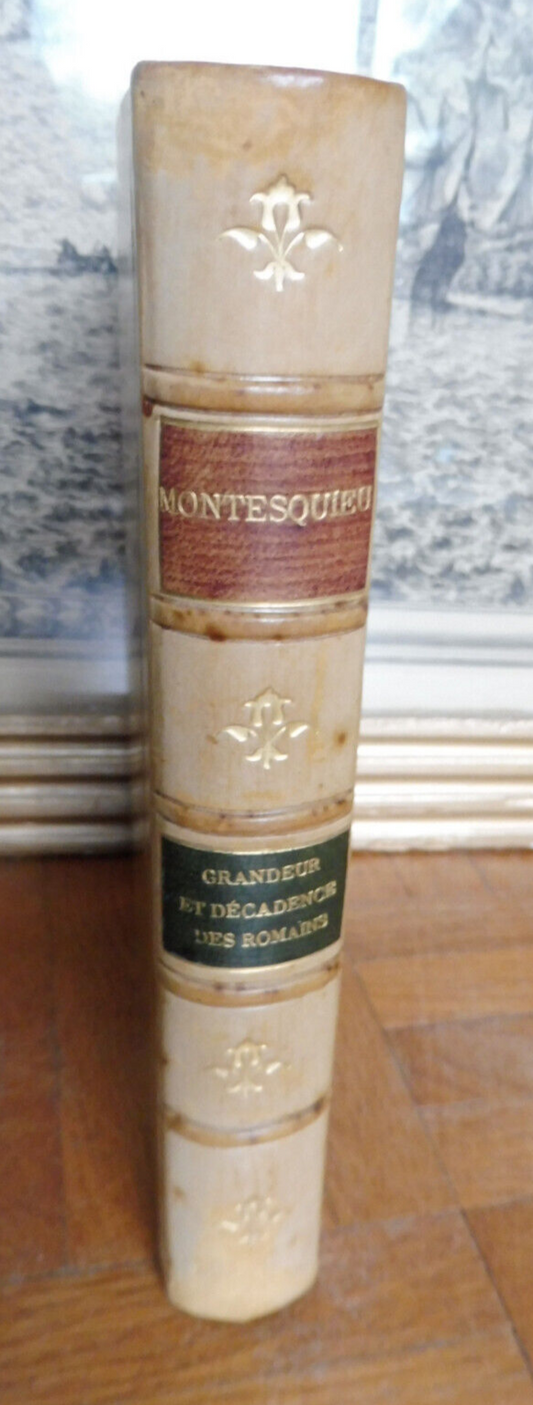 MONTESQUIEU
GRANDEUR
ET DÉCADENCE
DES ROMAINS